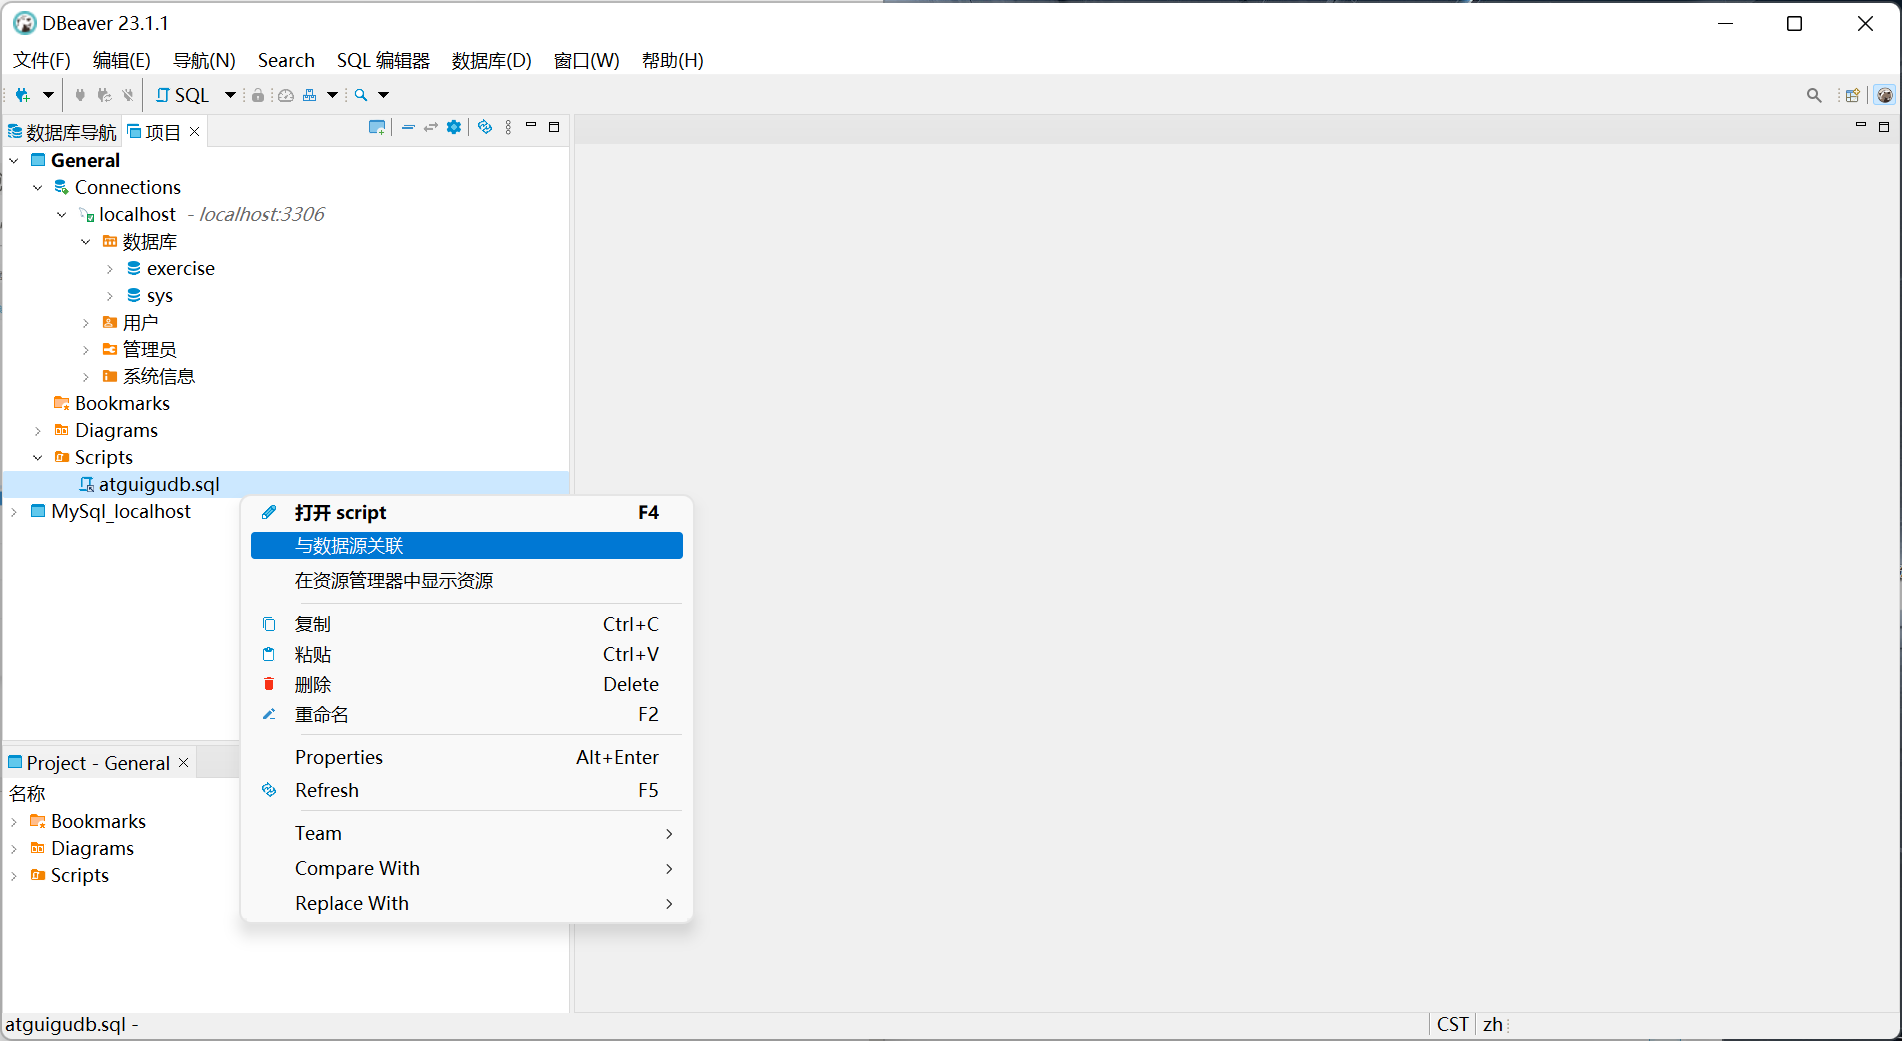 DBeaver 23.1.1
文件(F) 编辑(E) 导航(N) Search SQL 编辑器 数据库(D) 窗口(W) 帮助(H)
SQL
数据库导航 项目
General
Connections
localhost - localhost:3306
数据库
exercise
sys
用户
管理员
系统信息
Bookmarks
Diagrams
Scripts
atguigudb.sql
MySql_localhost
打开 script F4
与数据源关联
在资源管理器中显示资源
复制 Ctrl+C
粘贴 Ctrl+V
删除 Delete
重命名 F2
Properties Alt+Enter
Refresh F5
Team
Compare With
Replace With
Project - General
名称
Bookmarks
Diagrams
Scripts
atguigudb.sql -
CST zh